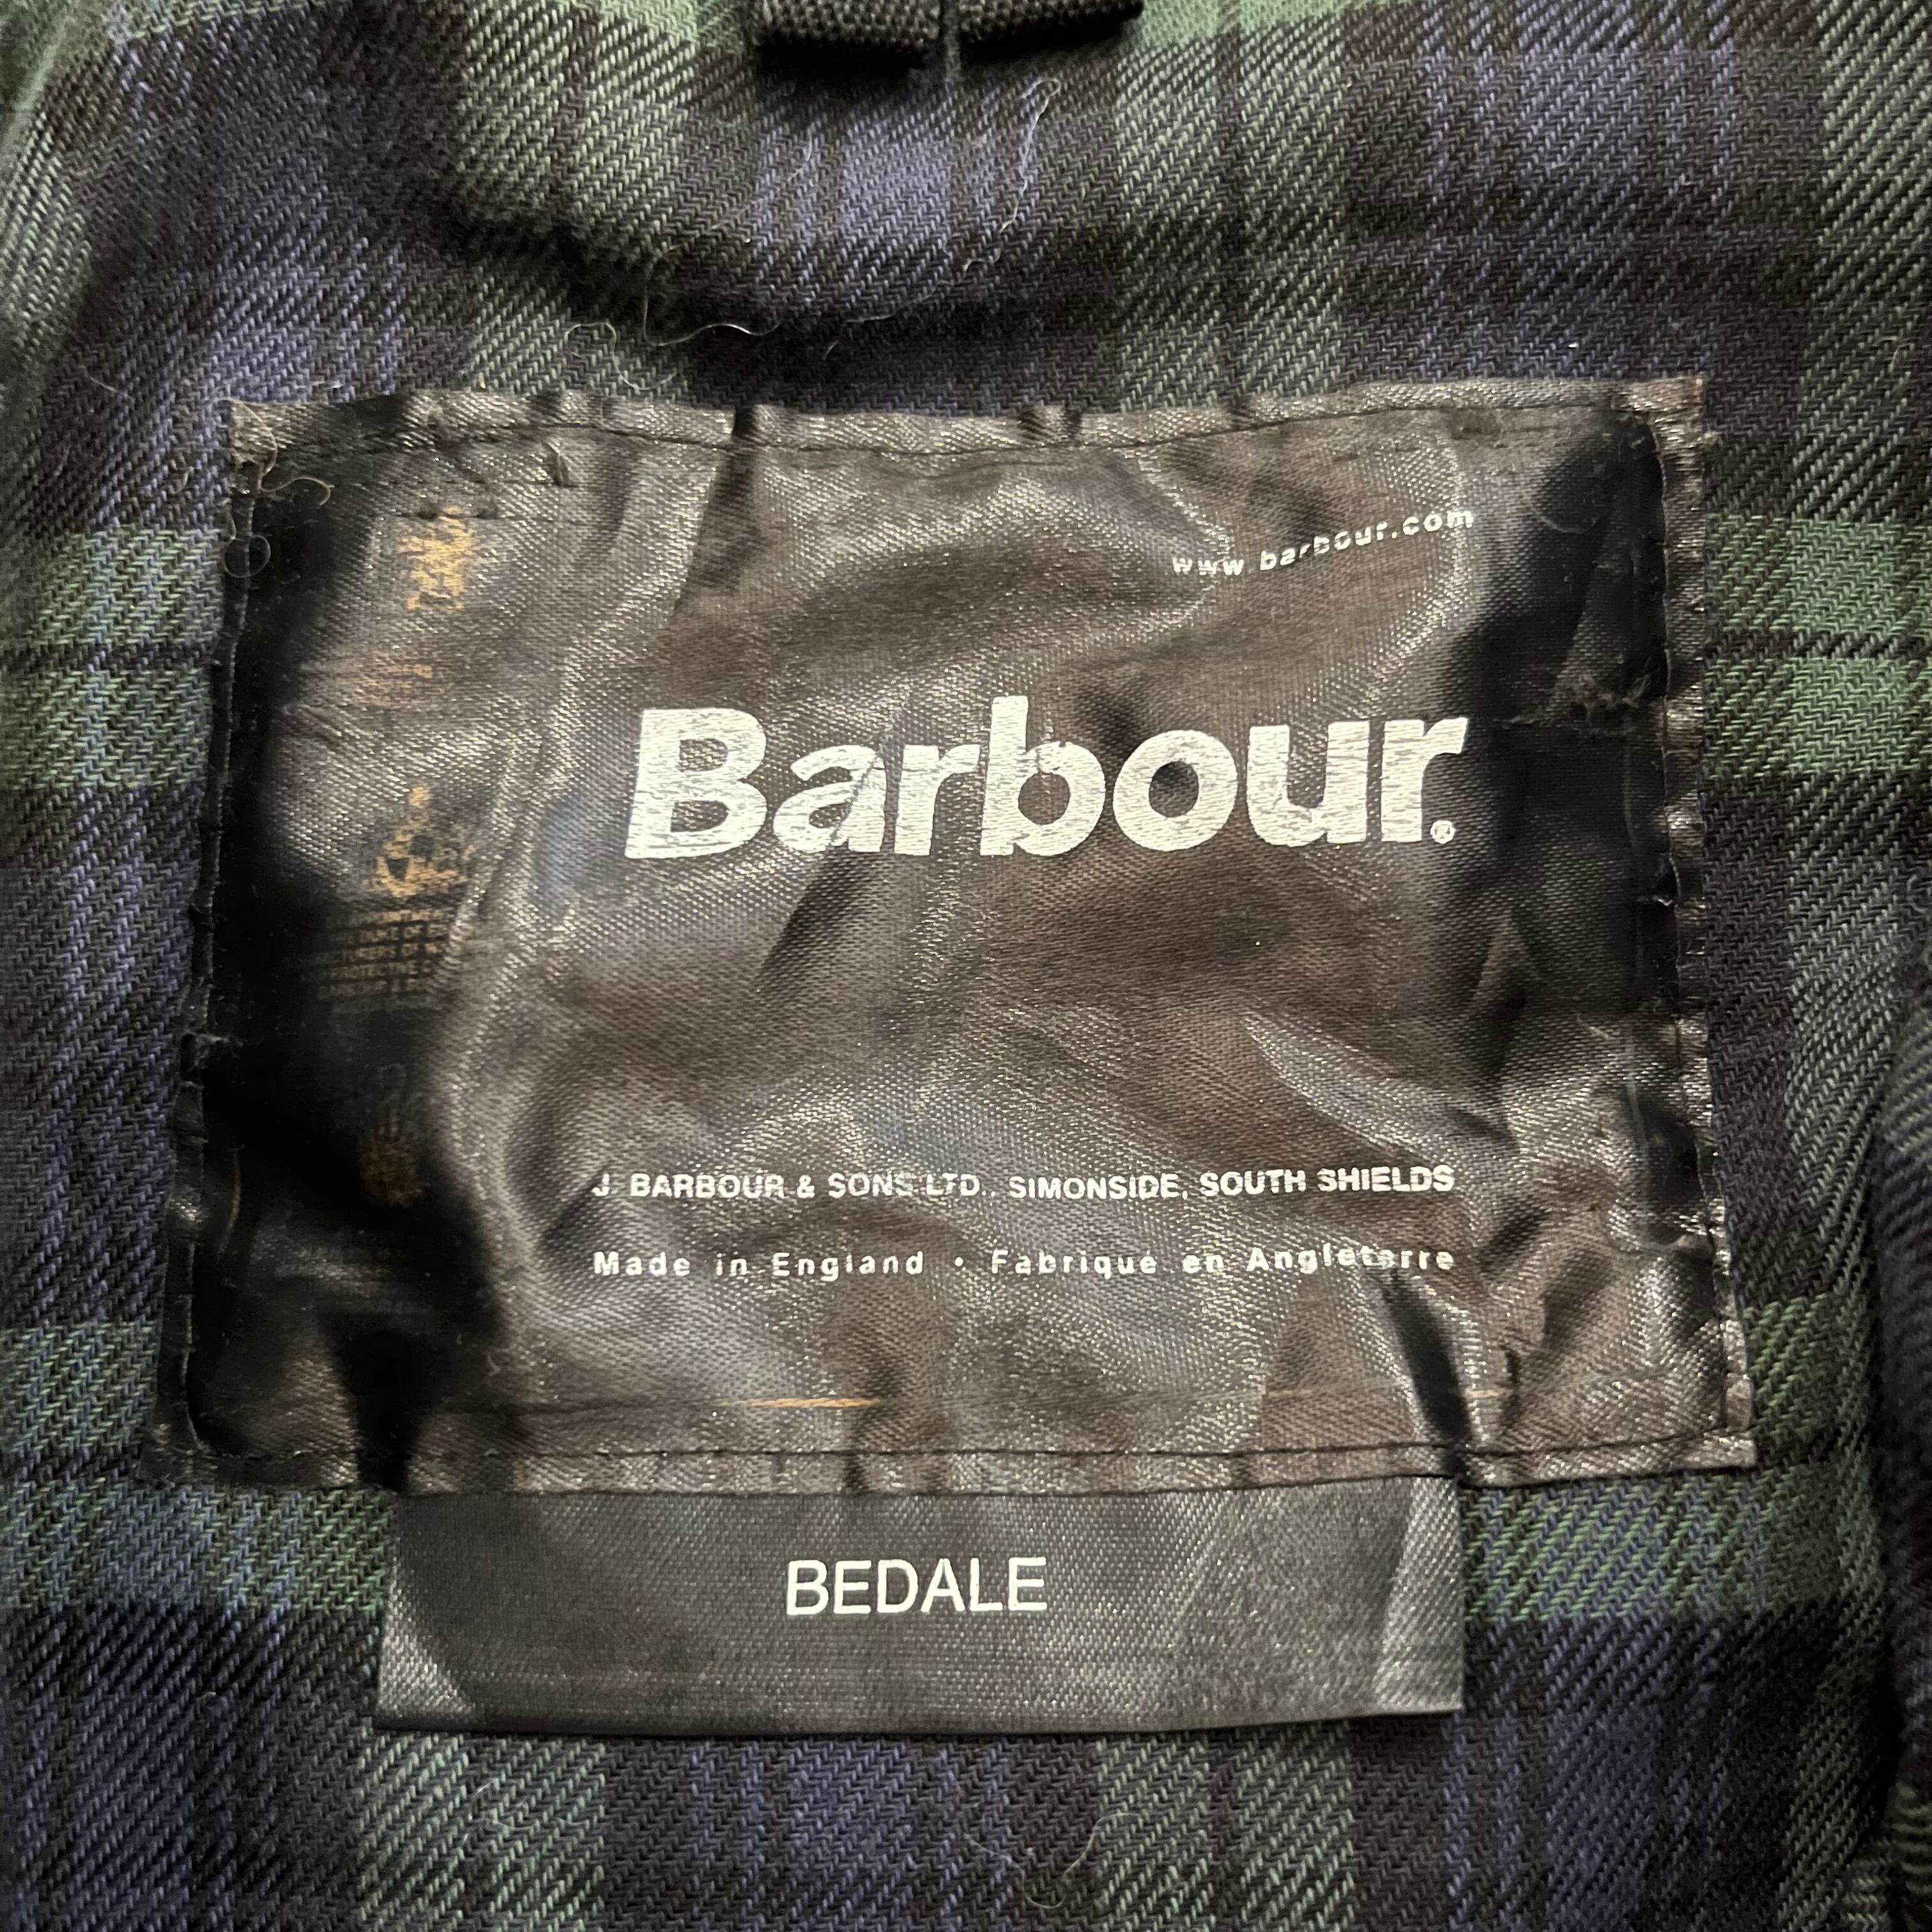 www.barbour.com
Barbour.®
J. BARBOUR & SONS LTD., SIMONSIDE, SOUTH SHIELDS
Made in England • Fabriqué en Angleterre
BEDALE